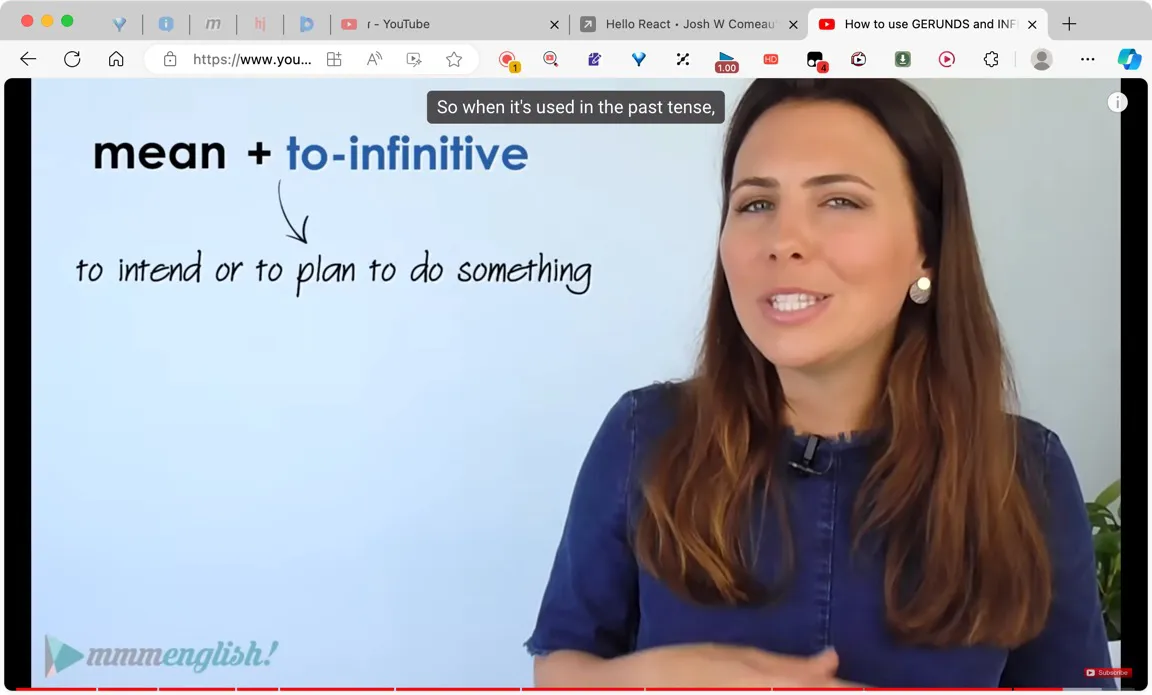 r - YouTube
Hello React • Josh W Comeau
How to use GERUNDS and INF
https://www.you...
1
1.00
HD
4
So when it's used in the past tense,
mean + to-infinitive
to intend or to plan to do something
mmmenglish!
Subscribe